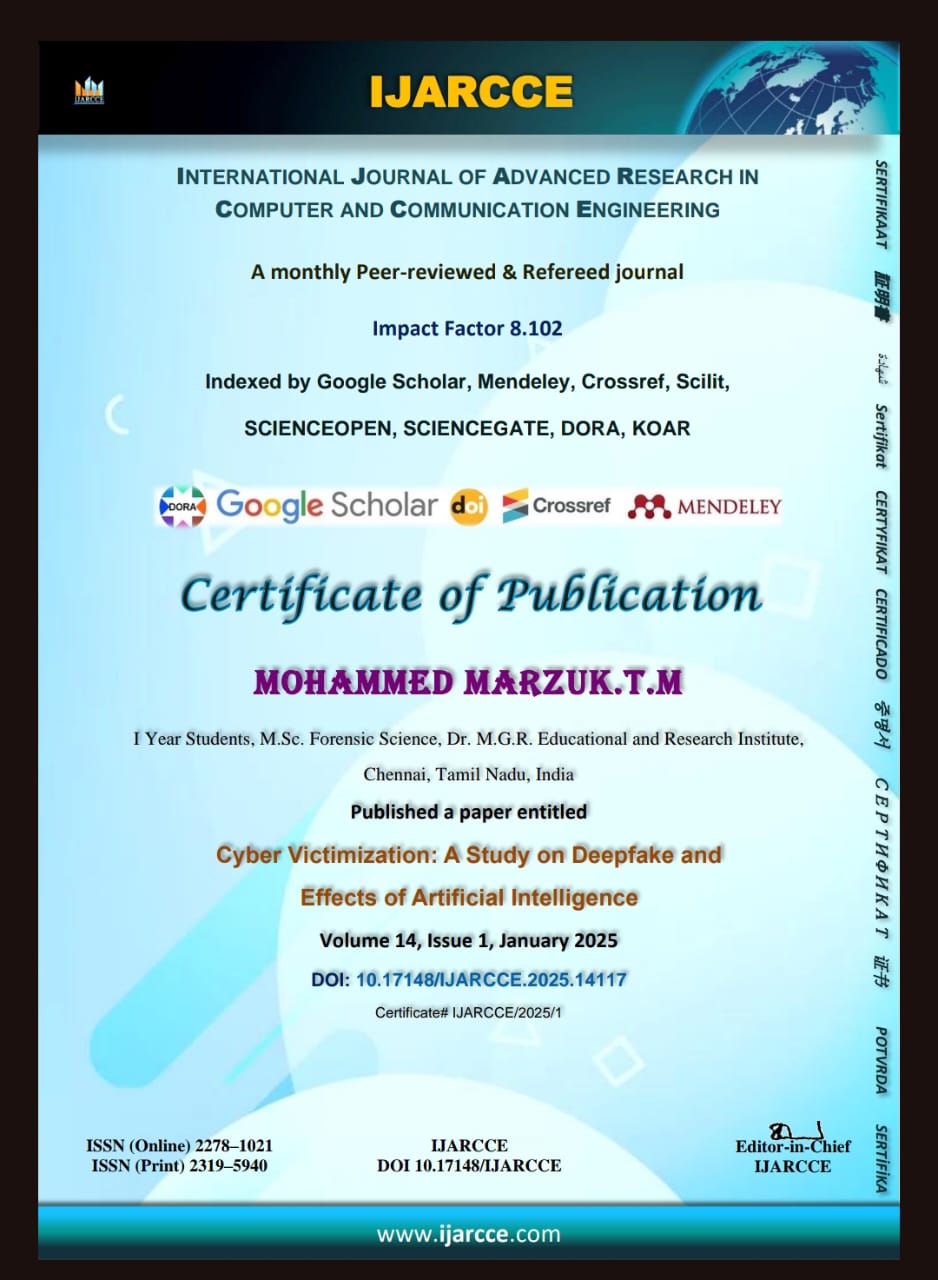 IJARCCE
IJARCCE
INTERNATIONAL JOURNAL OF ADVANCED RESEARCH IN
COMPUTER AND COMMUNICATION ENGINEERING
A monthly Peer-reviewed & Refereed journal
Impact Factor 8.102
Indexed by Google Scholar, Mendeley, Crossref, Scilit,
SCIENCEOPEN, SCIENCEGATE, DORA, KOAR
DORA Google Scholar doi Crossref MENDELEY
Certificate of Publication
MOHAMMED MARZUK.T.M
I Year Students, M.Sc. Forensic Science, Dr. M.G.R. Educational and Research Institute,
Chennai, Tamil Nadu, India
Published a paper entitled
Cyber Victimization: A Study on Deepfake and
Effects of Artificial Intelligence
Volume 14, Issue 1, January 2025
DOI: 10.17148/IJARCCE.2025.14117
Certificate# IJARCCE/2025/1
ISSN (Online) 2278–1021
ISSN (Print) 2319–5940
IJARCCE
DOI 10.17148/IJARCCE
Editor-in-Chief
IJARCCE
www.ijarcce.com
SERTIFIKAAT 証明書 شهادة Sertifikat CERTYFIKAT CERTIFICADO 증명서 СЕРТИФИКАТ 证书 POTVRDA SERTİFİKA